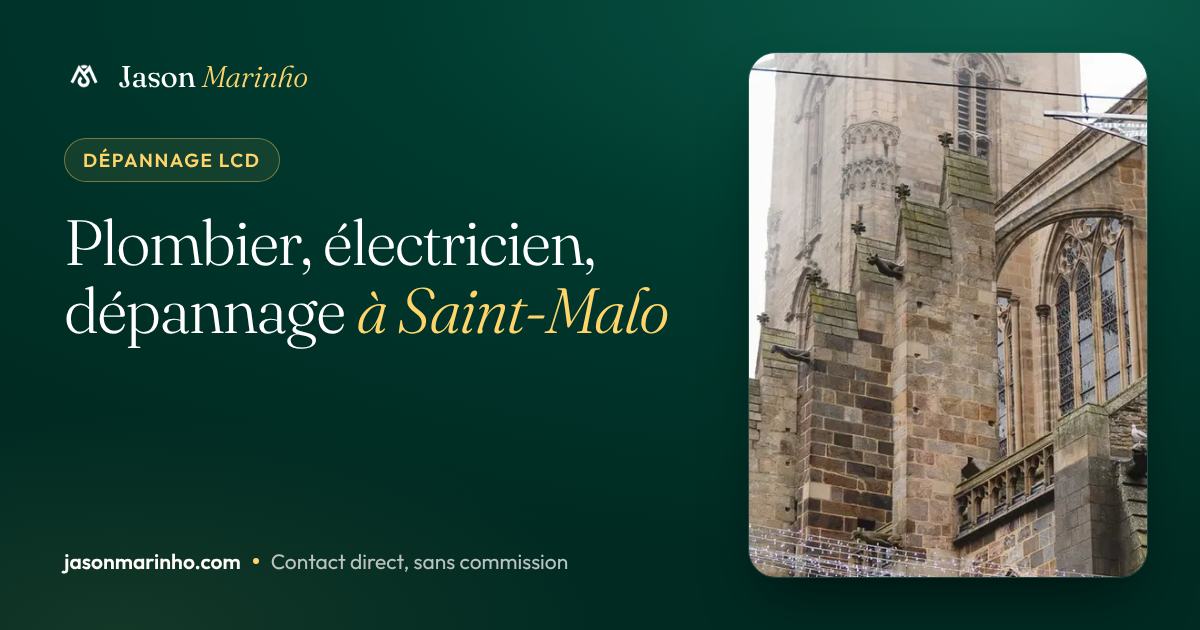 Jason Marinho
DÉPANNAGE LCD
Plombier, électricien,
dépannage à Saint-Malo
jasonmarinho.com • Contact direct, sans commission